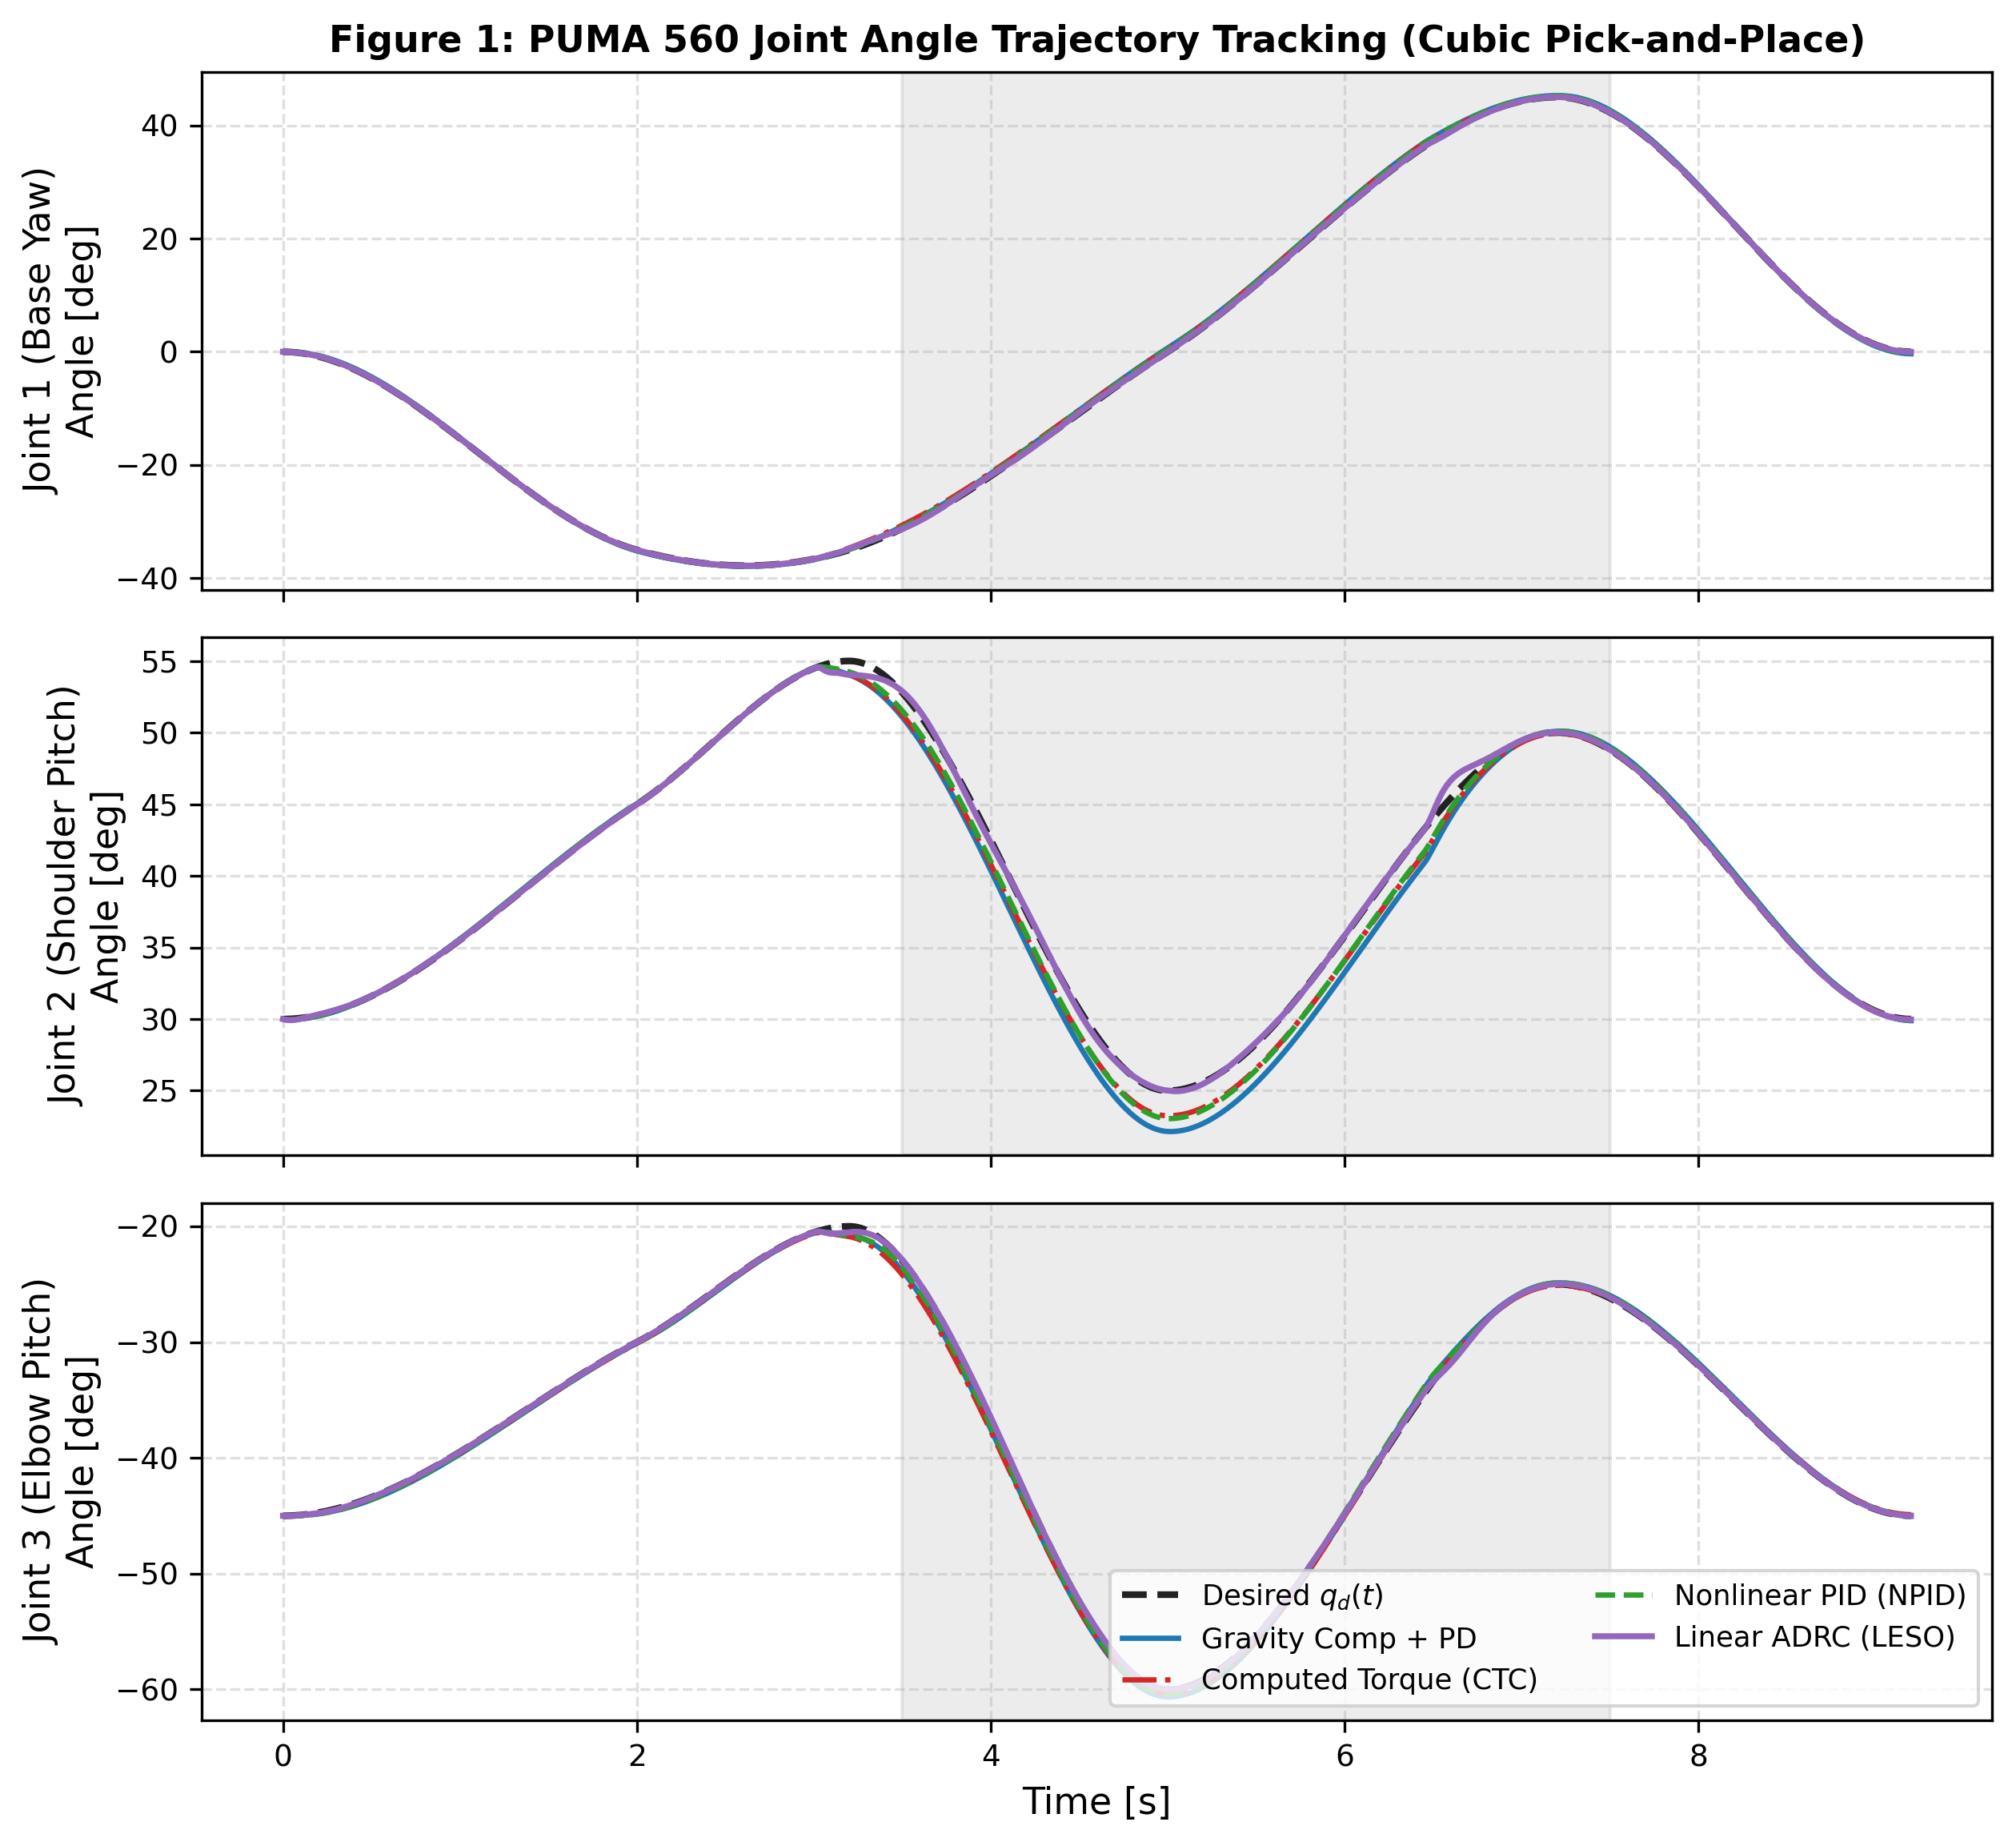 Figure 1: PUMA 560 Joint Angle Trajectory Tracking (Cubic Pick-and-Place)
Joint 1 (Base Yaw)
Angle [deg]
40
20
0
−20
−40
Joint 2 (Shoulder Pitch)
Angle [deg]
55
50
45
40
35
30
25
Joint 3 (Elbow Pitch)
Angle [deg]
−20
−30
−40
−50
−60
Desired q_d(t)
Gravity Comp + PD
Computed Torque (CTC)
Nonlinear PID (NPID)
Linear ADRC (LESO)
0 2 4 6 8
Time [s]